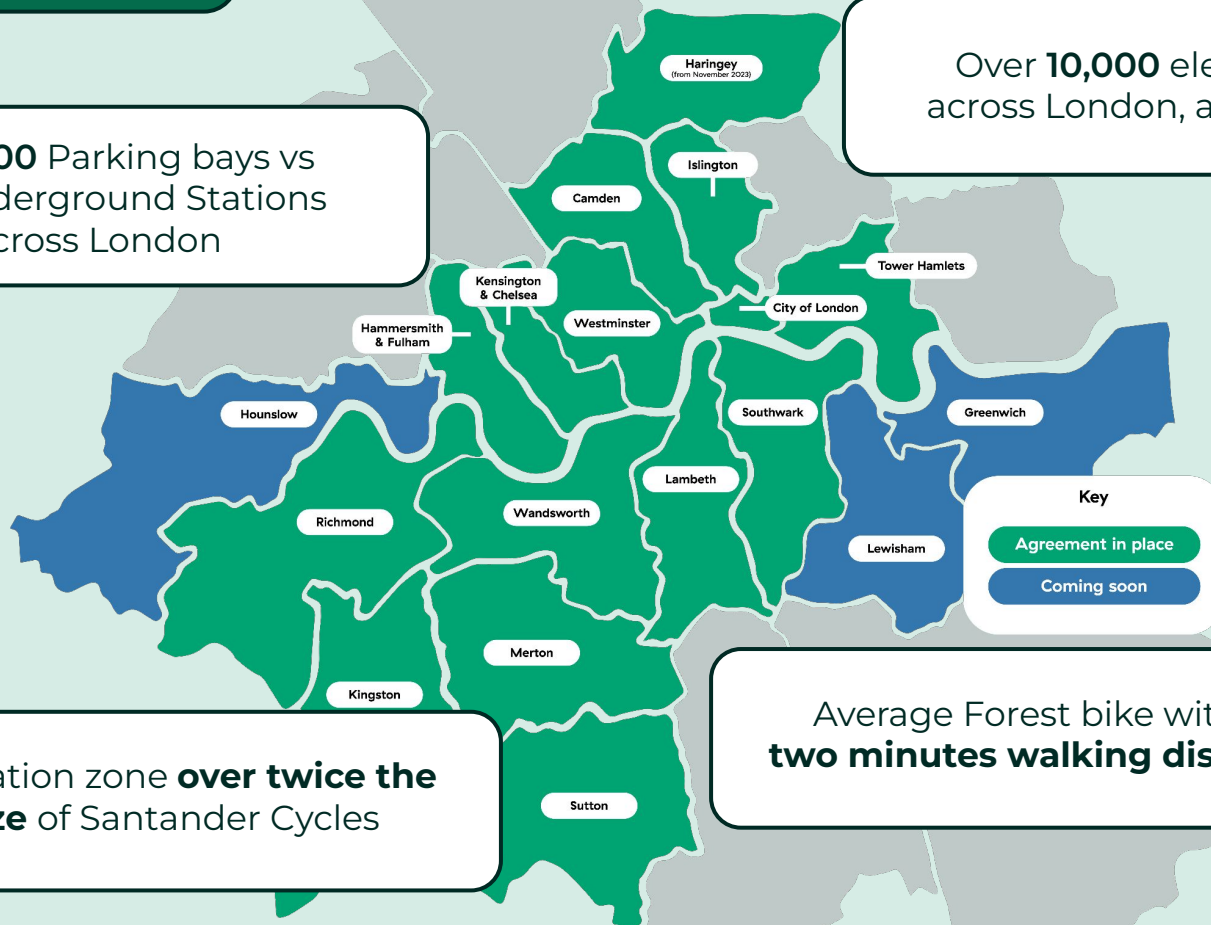 Haringey
(from November 2023)
Over 10,000 ele
across London, a
00 Parking bays vs
derground Stations
cross London
Islington
Camden
Tower Hamlets
Kensington
& Chelsea
City of London
Westminster
Hammersmith
& Fulham
Hounslow
Southwark
Greenwich
Lambeth
Key
Wandsworth
Richmond
Agreement in place
Lewisham
Coming soon
Merton
Kingston
Average Forest bike wit
two minutes walking dis
ation zone over twice the
ze of Santander Cycles
Sutton